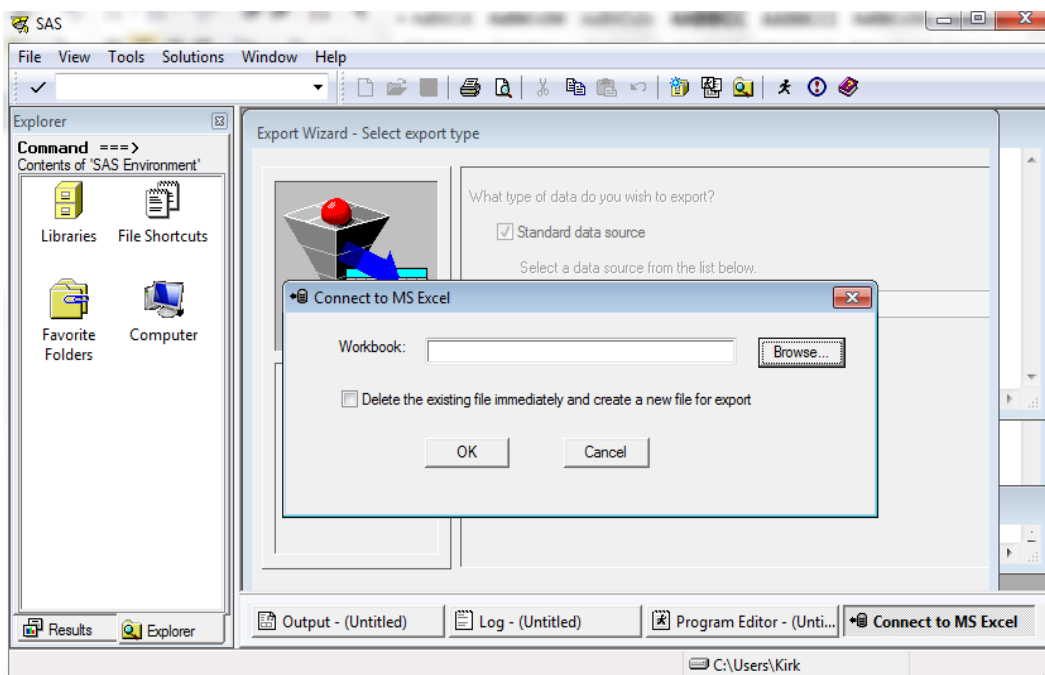 SAS
File View Tools Solutions Window Help
Explorer
Command ===>
Contents of 'SAS Environment'
Libraries File Shortcuts
Favorite Folders Computer
Export Wizard - Select export type
What type of data do you wish to export?
Standard data source
Select a data source from the list below.
Connect to MS Excel
Workbook: Browse...
Delete the existing file immediately and create a new file for export
OK Cancel
Results Explorer
Output - (Untitled) Log - (Untitled) Program Editor - (Unti... Connect to MS Excel
C:\Users\Kirk